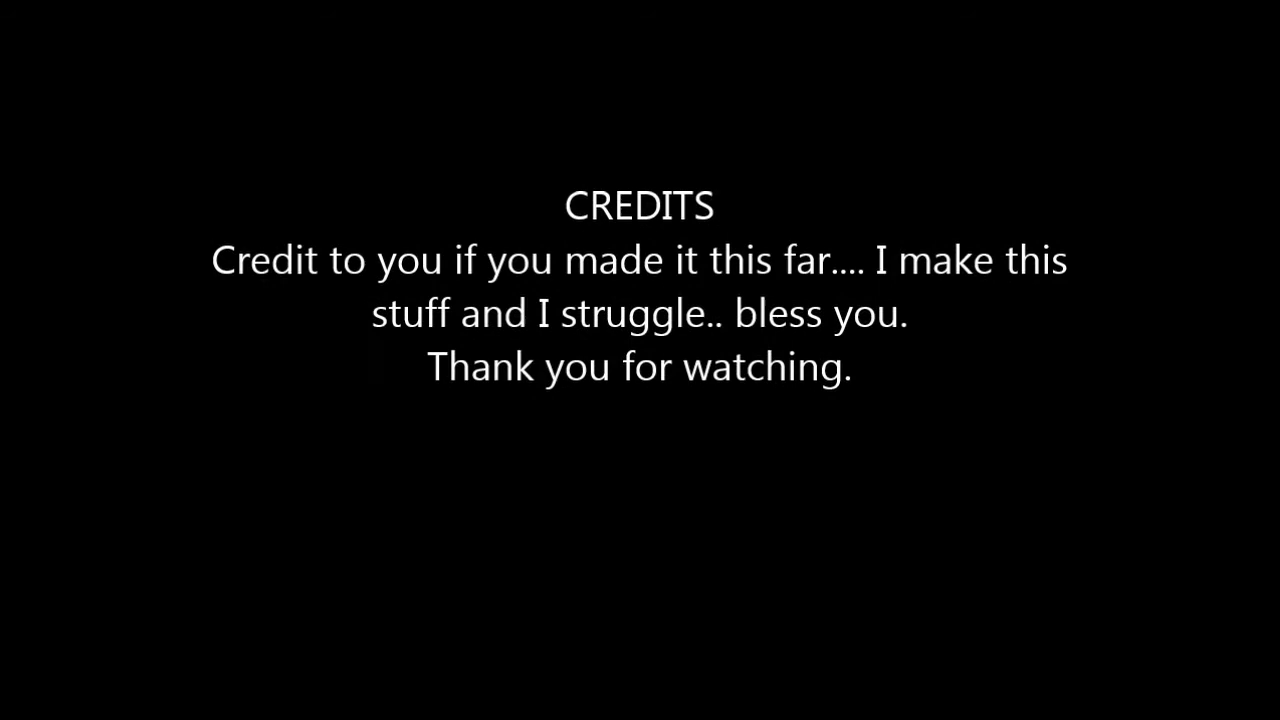 CREDITS
Credit to you if you made it this far.... I make this
stuff and I struggle.. bless you.
Thank you for watching.